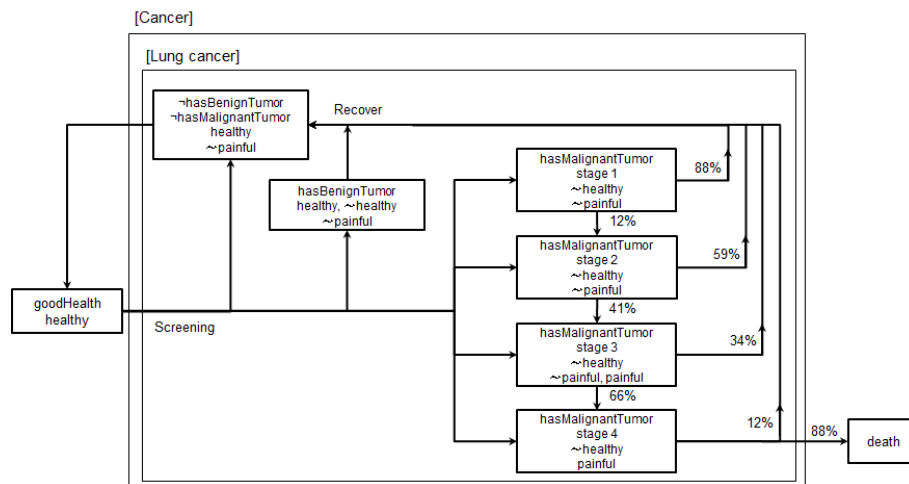 [Cancer]
[Lung cancer]
¬hasBenignTumor
¬hasMalignantTumor
healthy
~painful
Recover
hasBenignTumor
healthy, ~healthy
~painful
hasMalignantTumor
stage 1
~healthy
~painful
88%
12%
hasMalignantTumor
stage 2
~healthy
~painful
59%
41%
goodHealth
healthy
Screening
hasMalignantTumor
stage 3
~healthy
~painful, painful
34%
66%
hasMalignantTumor
stage 4
~healthy
painful
12%
88%
death